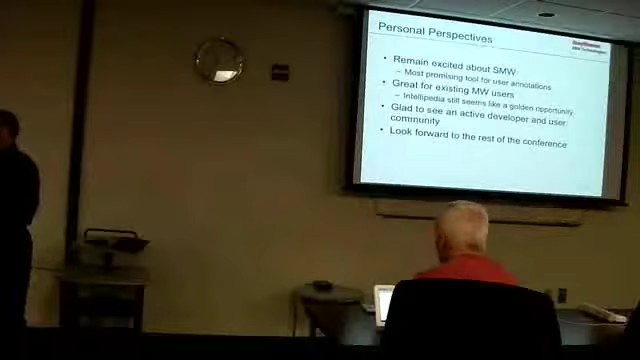 Personal Perspectives
• Remain excited about SMW
– Most promising tool for user annotations
• Great for existing MW users
– Intellipedia still seems like a golden opportunity
• Glad to see an active developer and user
community
• Look forward to the rest of the conference